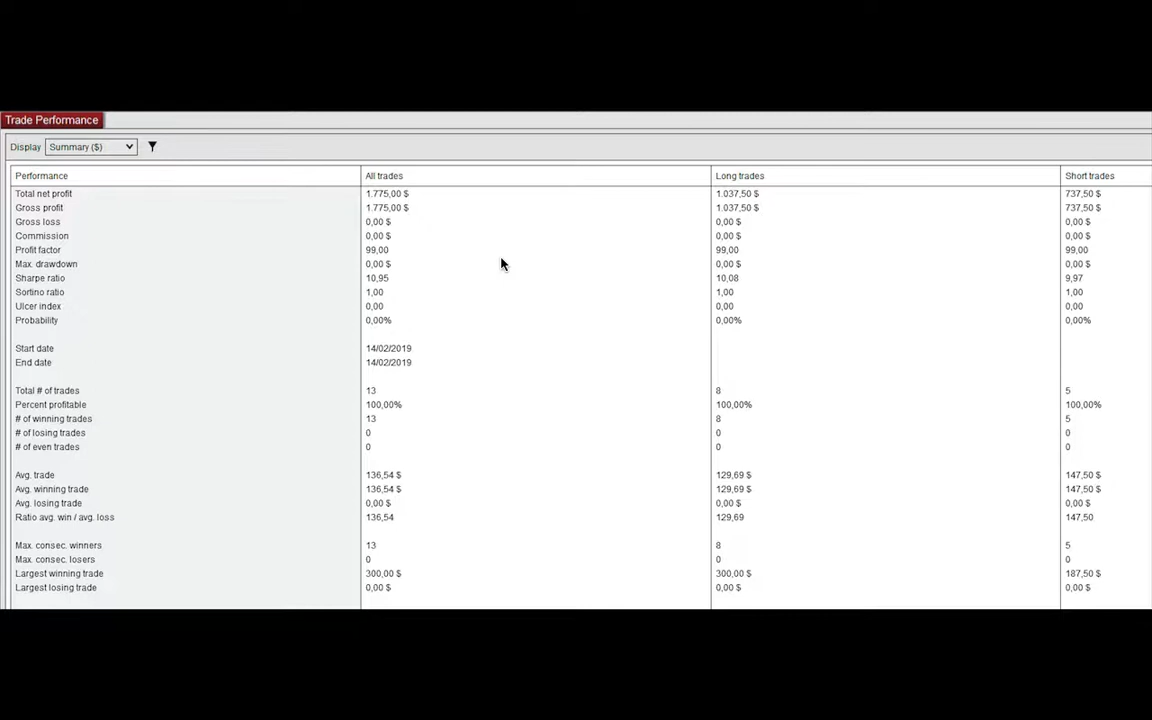 Trade Performance
Display Summary ($)
Performance All trades Long trades Short trades
Total net profit 1.775,00 $ 1.037,50 $ 737,50 $
Gross profit 1.775,00 $ 1.037,50 $ 737,50 $
Gross loss 0,00 $ 0,00 $ 0,00 $
Commission 0,00 $ 0,00 $ 0,00 $
Profit factor 99,00 99,00 99,00
Max. drawdown 0,00 $ 0,00 $ 0,00 $
Sharpe ratio 10,95 10,08 9,97
Sortino ratio 1,00 1,00 1,00
Ulcer index 0,00 0,00 0,00
Probability 0,00% 0,00% 0,00%
Start date 14/02/2019
End date 14/02/2019
Total # of trades 13 8 5
Percent profitable 100,00% 100,00% 100,00%
# of winning trades 13 8 5
# of losing trades 0 0 0
# of even trades 0 0 0
Avg. trade 136,54 $ 129,69 $ 147,50 $
Avg. winning trade 136,54 $ 129,69 $ 147,50 $
Avg. losing trade 0,00 $ 0,00 $ 0,00 $
Ratio avg. win / avg. loss 136,54 129,69 147,50
Max. consec. winners 13 8 5
Max. consec. losers 0 0 0
Largest winning trade 300,00 $ 300,00 $ 187,50 $
Largest losing trade 0,00 $ 0,00 $ 0,00 $